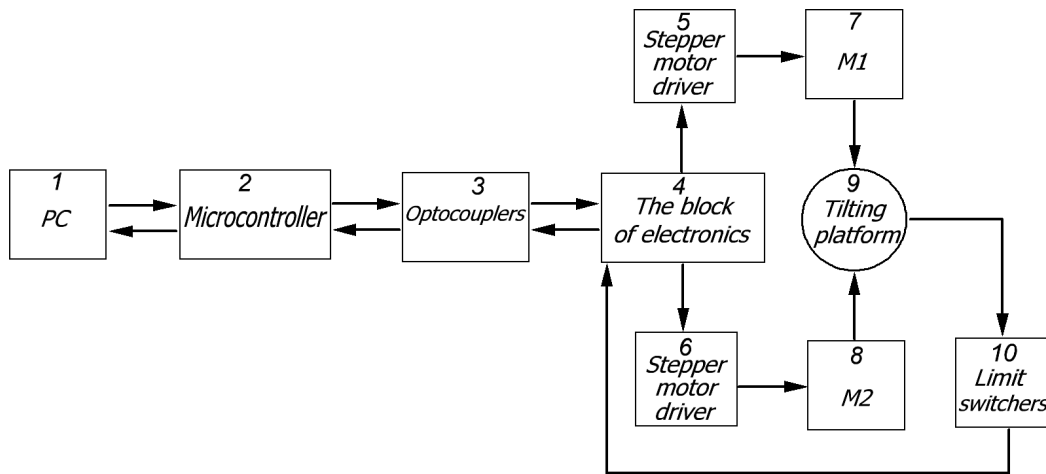 1
PC
2
Microcontroller
3
Optocouplers
4
The block
of electronics
5
Stepper
motor
driver
7
M1
9
Tilting
platform
6
Stepper
motor
driver
8
M2
10
Limit
switchers